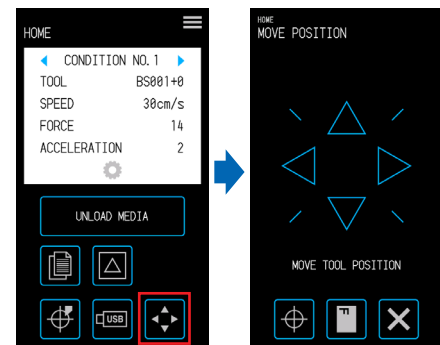 HOME
CONDITION NO.1
TOOL BS001+0
SPEED 30cm/s
FORCE 14
ACCELERATION 2
UNLOAD MEDIA
USB
HOME
MOVE POSITION
MOVE TOOL POSITION